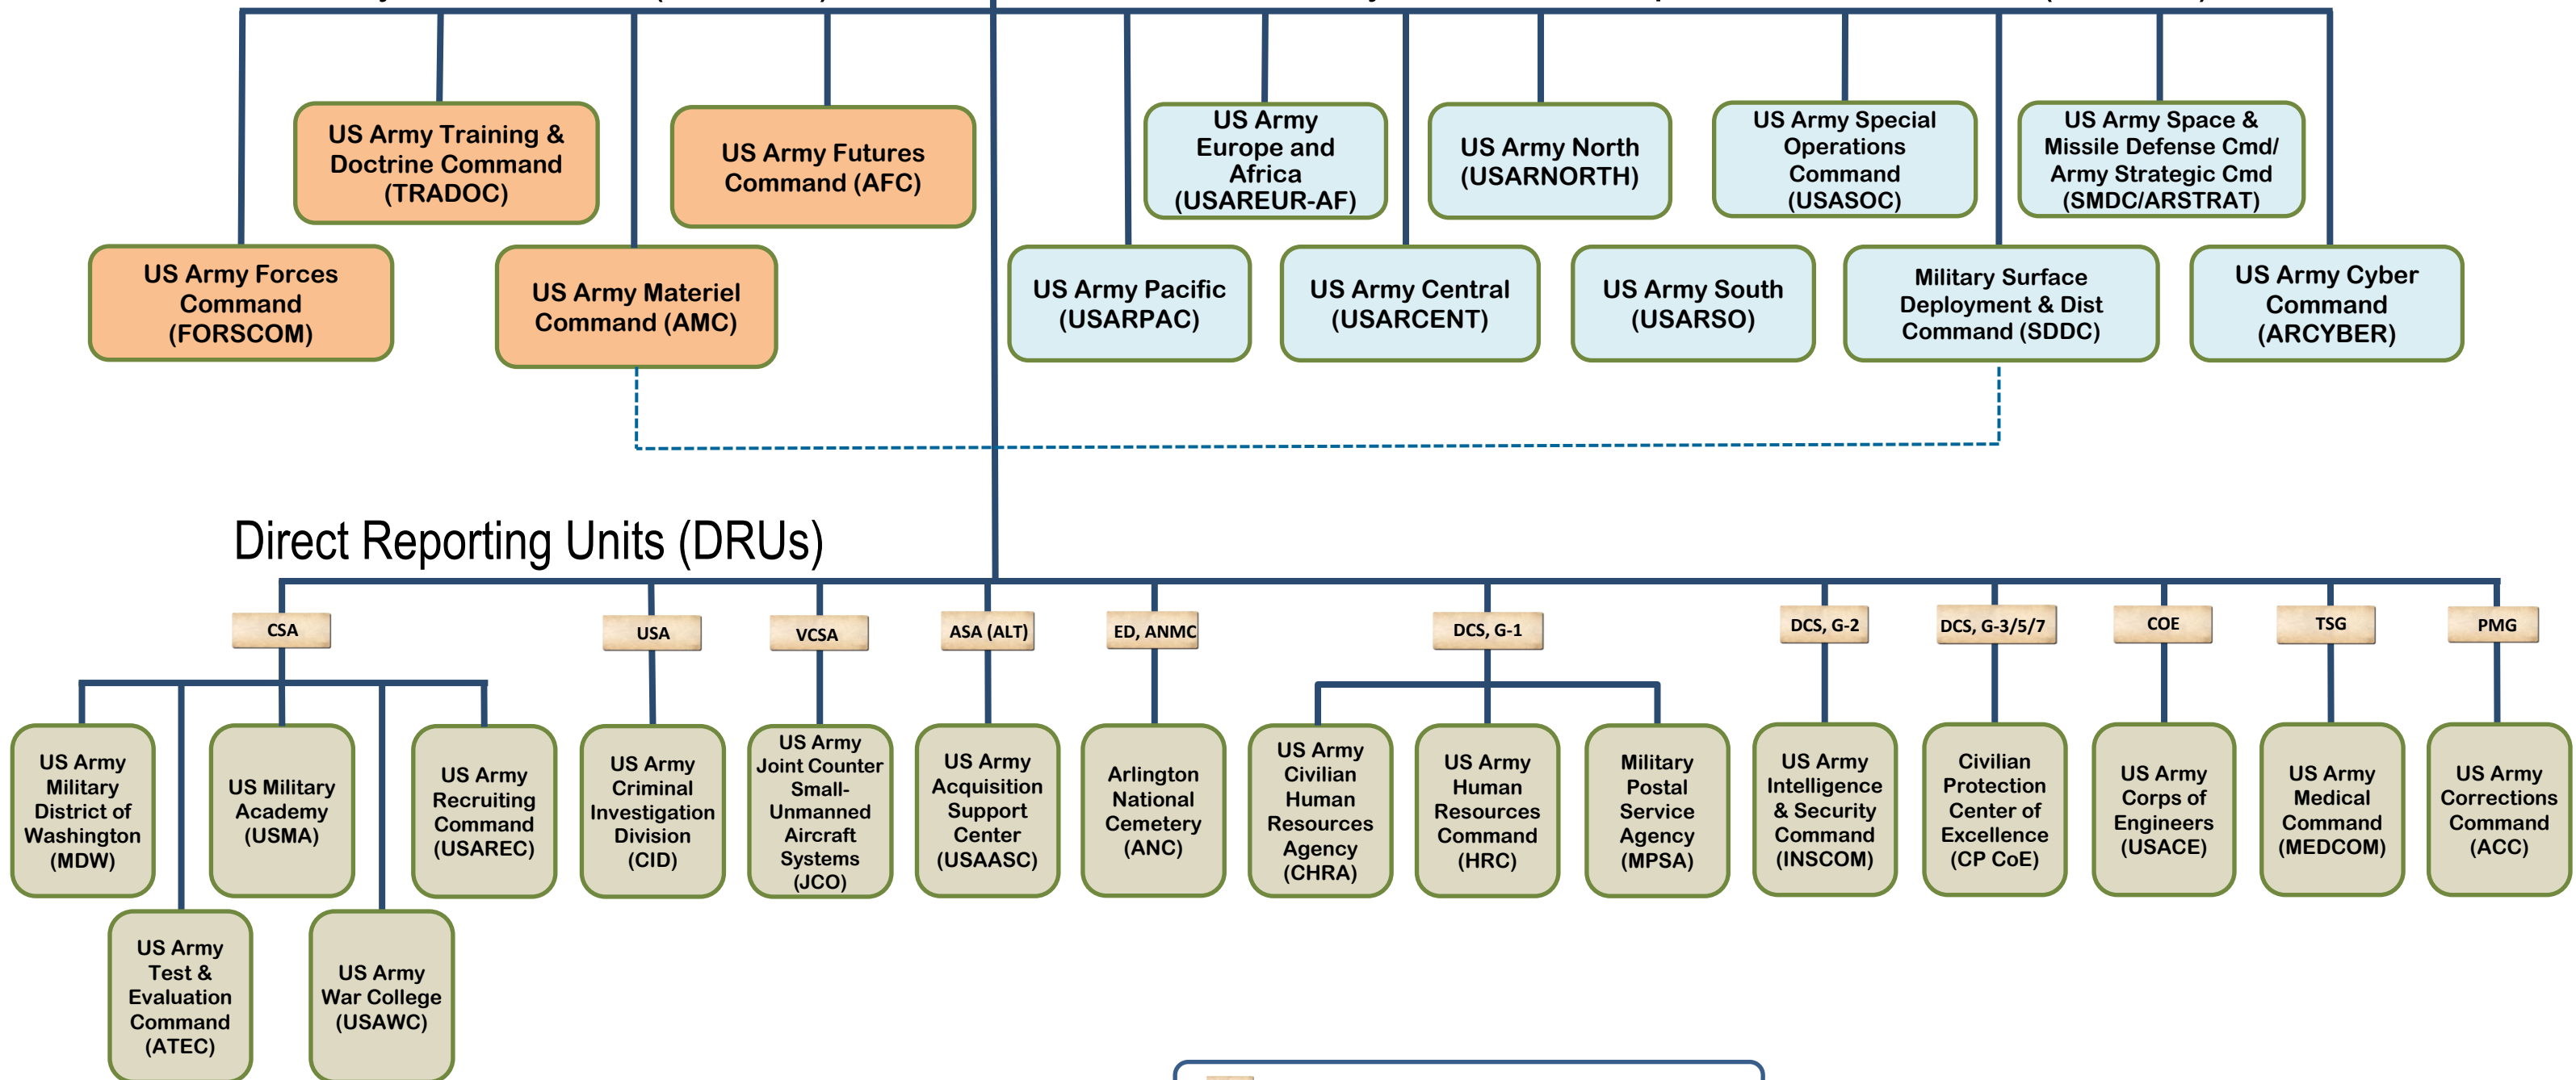 US Army Training &
Doctrine Command
(TRADOC)
US Army Futures
Command (AFC)
US Army
Europe and
Africa
(USAREUR-AF)
US Army North
(USARNORTH)
US Army Special
Operations
Command
(USASOC)
US Army Space &
Missile Defense Cmd/
Army Strategic Cmd
(SMDC/ARSTRAT)
US Army Forces
Command
(FORSCOM)
US Army Materiel
Command (AMC)
US Army Pacific
(USARPAC)
US Army Central
(USARCENT)
US Army South
(USARSO)
Military Surface
Deployment & Dist
Command (SDDC)
US Army Cyber
Command
(ARCYBER)
Direct Reporting Units (DRUs)
CSA
USA
VCSA
ASA (ALT)
ED, ANMC
DCS, G-1
DCS, G-2
DCS, G-3/5/7
COE
TSG
PMG
US Army
Military
District of
Washington
(MDW)
US Military
Academy
(USMA)
US Army
Recruiting
Command
(USAREC)
US Army
Criminal
Investigation
Division
(CID)
US Army
Joint Counter
Small-
Unmanned
Aircraft
Systems
(JCO)
US Army
Acquisition
Support
Center
(USAASC)
Arlington
National
Cemetery
(ANC)
US Army
Civilian
Human
Resources
Agency
(CHRA)
US Army
Human
Resources
Command
(HRC)
Military
Postal
Service
Agency
(MPSA)
US Army
Intelligence
& Security
Command
(INSCOM)
Civilian
Protection
Center of
Excellence
(CP CoE)
US Army
Corps of
Engineers
(USACE)
US Army
Medical
Command
(MEDCOM)
US Army
Corrections
Command
(ACC)
US Army
Test &
Evaluation
Command
(ATEC)
US Army
War College
(USAWC)